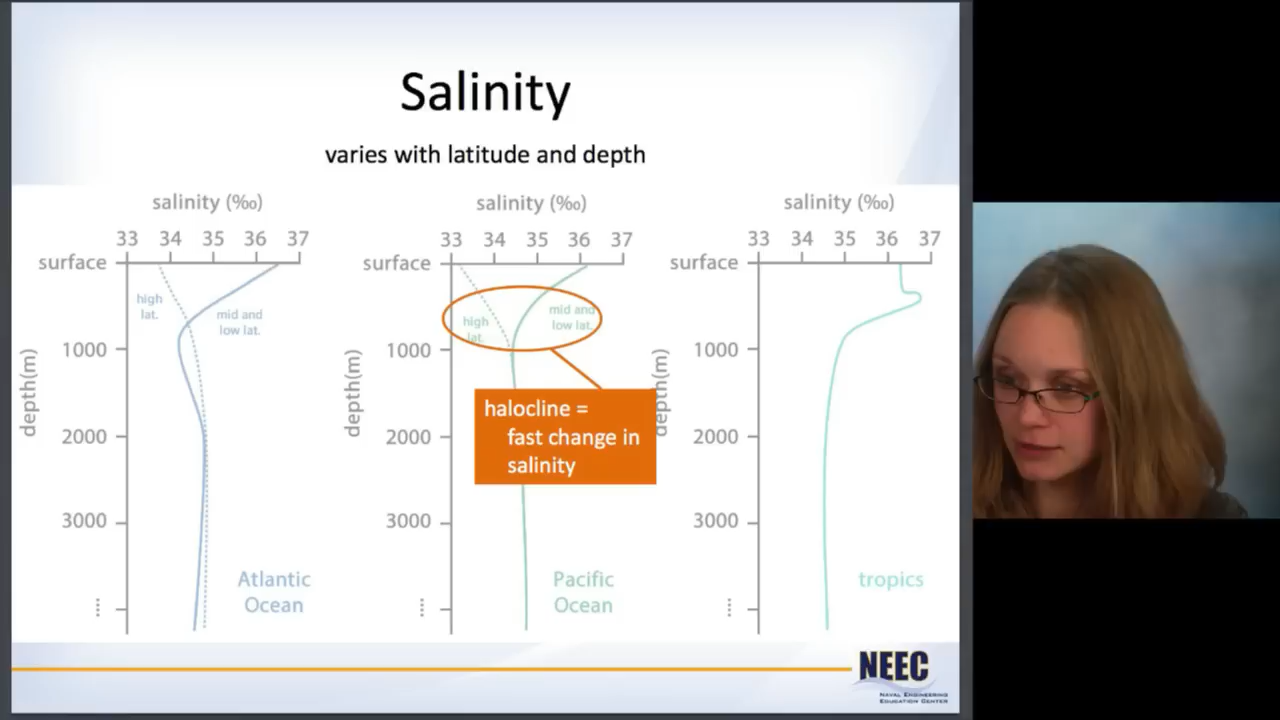 Salinity
varies with latitude and depth
salinity (‰)
33 34 35 36 37
surface
high
lat.
mid and
low lat.
1000
2000
3000
depth(m)
Atlantic
Ocean
salinity (‰)
33 34 35 36 37
surface
high
lat.
mid and
low lat.
1000
2000
3000
depth(m)
halocline =
fast change in
salinity
Pacific
Ocean
salinity (‰)
33 34 35 36 37
surface
1000
2000
3000
depth(m)
tropics
NEEC
NAVAL ENGINEERING
EDUCATION CENTER